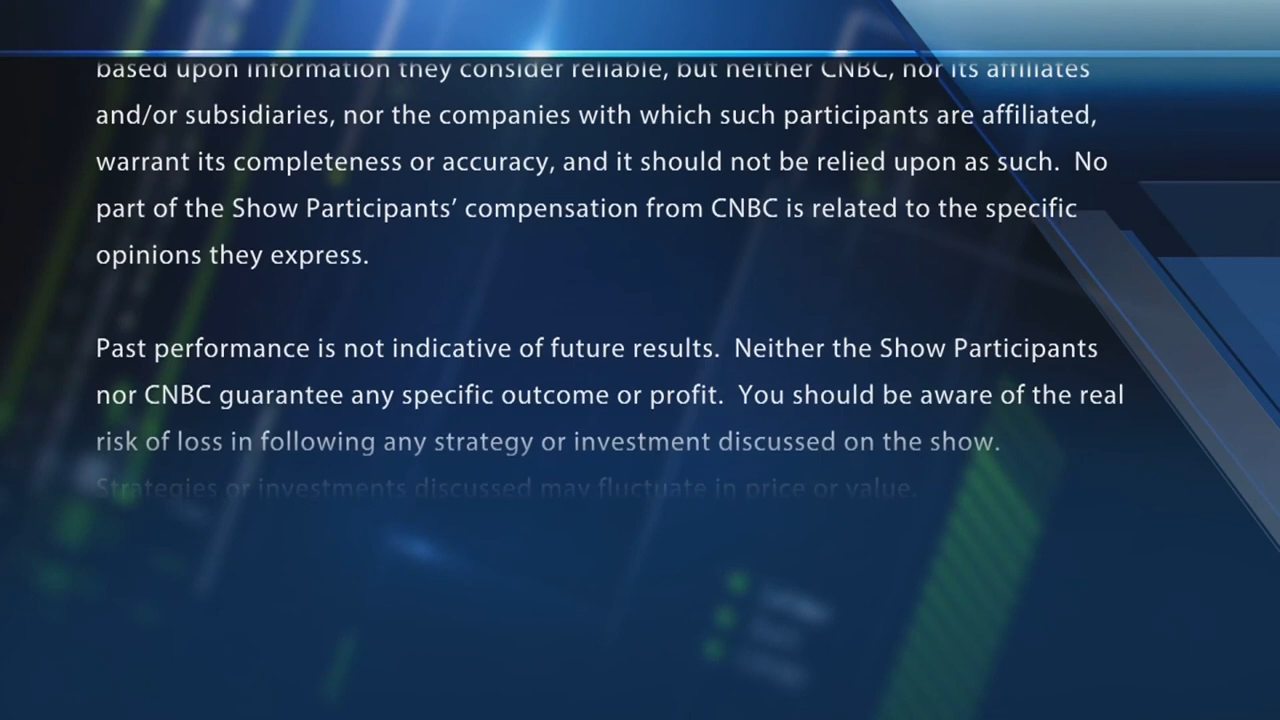 based upon information they consider reliable, but neither CNBC, nor its affiliates
and/or subsidiaries, nor the companies with which such participants are affiliated,
warrant its completeness or accuracy, and it should not be relied upon as such.  No
part of the Show Participants’ compensation from CNBC is related to the specific
opinions they express.
Past performance is not indicative of future results.  Neither the Show Participants
nor CNBC guarantee any specific outcome or profit.  You should be aware of the real
risk of loss in following any strategy or investment discussed on the show.
Strategies or investments discussed may fluctuate in price or value.